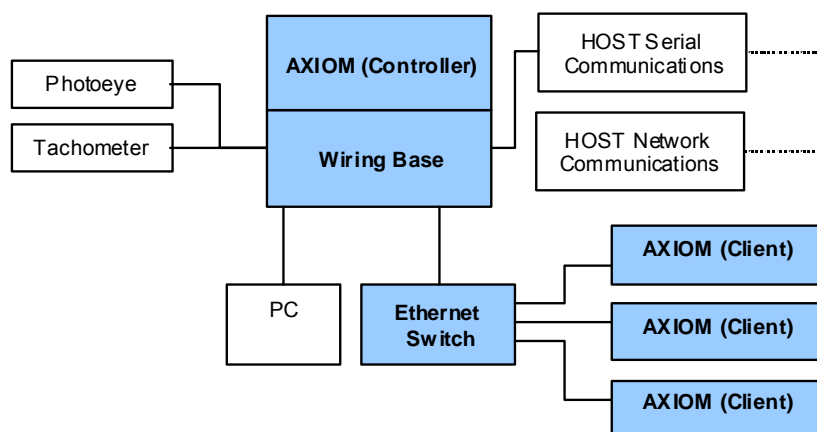 AXIOM (Controller)
Wiring Base
Photoeye
Tachometer
HOST Serial
Communications
HOST Network
Communications
PC
Ethernet
Switch
AXIOM (Client)
AXIOM (Client)
AXIOM (Client)